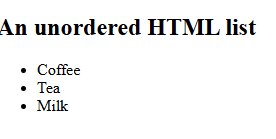 An unordered HTML list
• Coffee
• Tea
• Milk